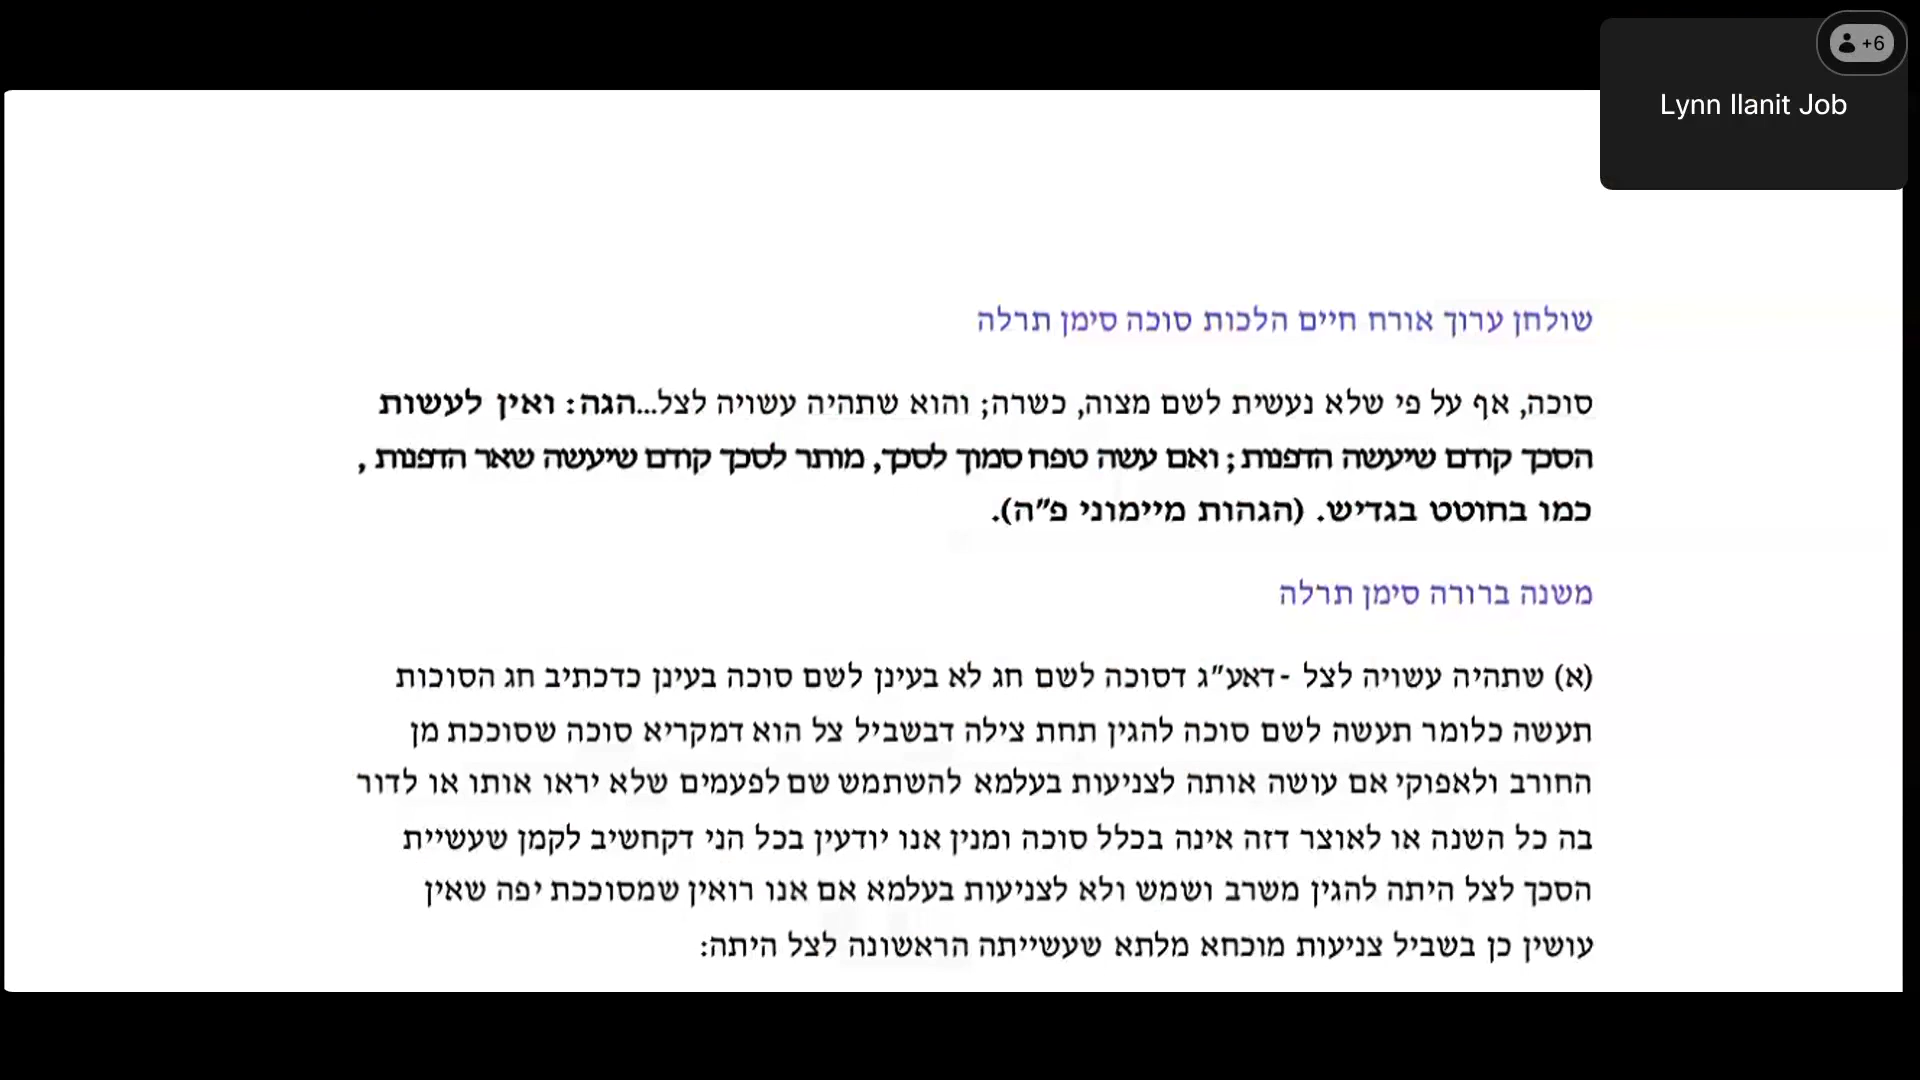 +6
Lynn Ilanit Job
שולחן ערוך אורח חיים הלכות סוכה סימן תרלה
סוכה, אף על פי שלא נעשית לשם מצוה, כשרה; והוא שתהיה עשויה לצל...הגה: ואין לעשות
הסכך קודם שיעשה הדפנות; ואם עשה טפח סמוך לסכך, מותר לסכך קודם שיעשה שאר הדפנות,
כמו בחוטט בגדיש. (הגהות מיימוני פ"ה).
משנה ברורה סימן תרלה
(א) שתהיה עשויה לצל - דאע"ג דסוכה לשם חג לא בעינן לשם סוכה בעינן כדכתיב חג הסוכות
תעשה כלומר תעשה לשם סוכה להגין תחת צילה דבשביל צל הוא דמקריא סוכה שסוככת מן
החורב ולאפוקי אם עושה אותה לצניעות בעלמא להשתמש שם לפעמים שלא יראו אותו או לדור
בה כל השנה או לאוצר דזה אינה בכלל סוכה ומנין אנו יודעין בכל הני דקחשיב לקמן שעשיית
הסכך לצל היתה להגין משרב ושמש ולא לצניעות בעלמא אם אנו רואין שמסוככת יפה שאין
עושין כן בשביל צניעות מוכחא מלתא שעשייתה הראשונה לצל היתה: